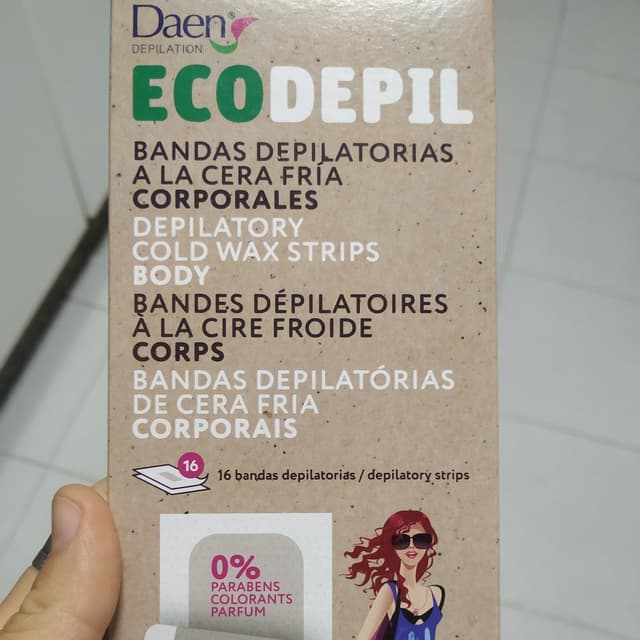 Daen®
DEPILATION
ECODEPIL
BANDAS DEPILATORIAS
A LA CERA FRÍA
CORPORALES
DEPILATORY
COLD WAX STRIPS
BODY
BANDES DÉPILATOIRES
À LA CIRE FROIDE
CORPS
BANDAS DEPILATÓRIAS
DE CERA FRIA
CORPORAIS
16
16 bandas depilatorias / depilatory strips
0%
PARABENS
COLORANTS
PARFUM